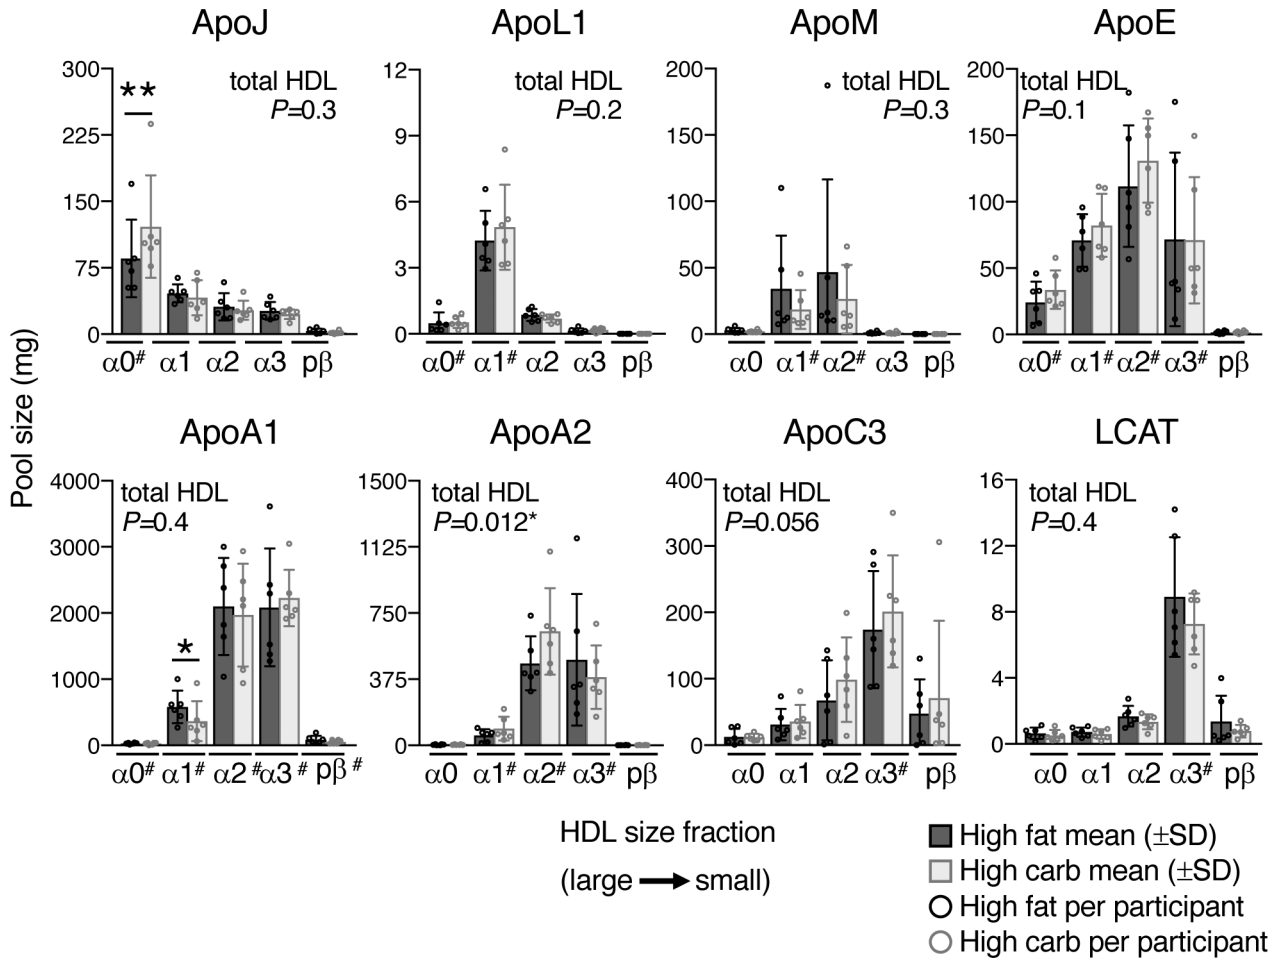 ApoJ
300
225
150
75
0
**
total HDL
P=0.3
α0# α1 α2 α3 pβ
ApoL1
12
9
6
3
0
total HDL
P=0.2
α0# α1# α2 α3 pβ
ApoM
200
150
100
50
0
total HDL
P=0.3
α0 α1# α2# α3 pβ
ApoE
200
150
100
50
0
total HDL
P=0.1
α0# α1# α2# α3# pβ
Pool size (mg)
ApoA1
4000
3000
2000
1000
0
total HDL
P=0.4
*
α0# α1# α2# α3# pβ#
ApoA2
1500
1125
750
375
0
total HDL
P=0.012*
α0 α1# α2# α3# pβ
ApoC3
400
300
200
100
0
total HDL
P=0.056
α0 α1 α2 α3# pβ
LCAT
16
12
8
4
0
total HDL
P=0.4
α0 α1 α2 α3# pβ
HDL size fraction
(large → small)
High fat mean (±SD)
High carb mean (±SD)
High fat per participant
High carb per participant